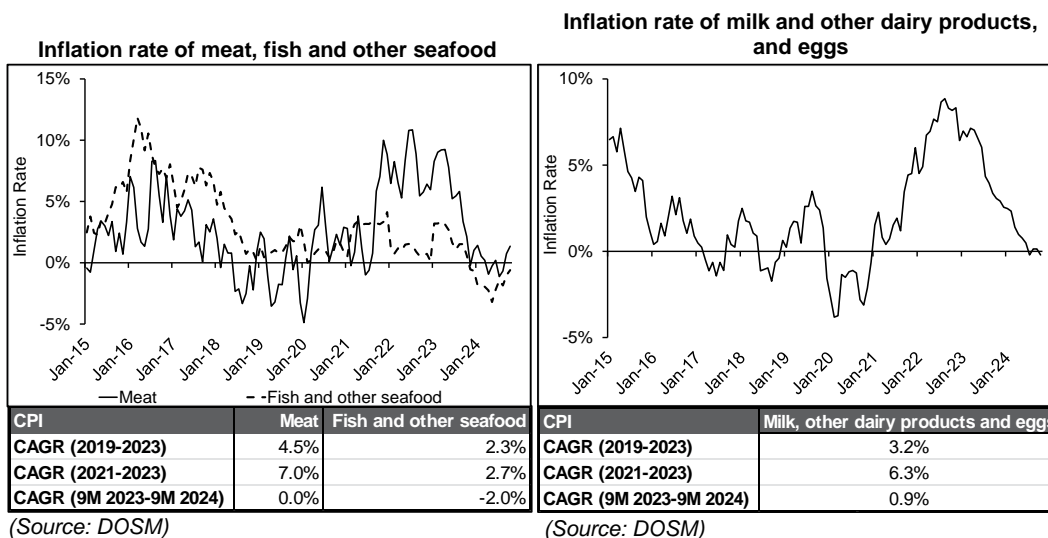 Inflation rate of meat, fish and other seafood
15%
10%
5%
0%
-5%
Inflation Rate
Jan-15
Jan-16
Jan-17
Jan-18
Jan-19
Jan-20
Jan-21
Jan-22
Jan-23
Jan-24
Meat
Fish and other seafood
CPI Meat Fish and other seafood
CAGR (2019-2023) 4.5% 2.3%
CAGR (2021-2023) 7.0% 2.7%
CAGR (9M 2023-9M 2024) 0.0% -2.0%
(Source: DOSM)
Inflation rate of milk and other dairy products,
and eggs
10%
5%
0%
-5%
Inflation Rate
Jan-15
Jan-16
Jan-17
Jan-18
Jan-19
Jan-20
Jan-21
Jan-22
Jan-23
Jan-24
CPI Milk, other dairy products and eggs
CAGR (2019-2023) 3.2%
CAGR (2021-2023) 6.3%
CAGR (9M 2023-9M 2024) 0.9%
(Source: DOSM)